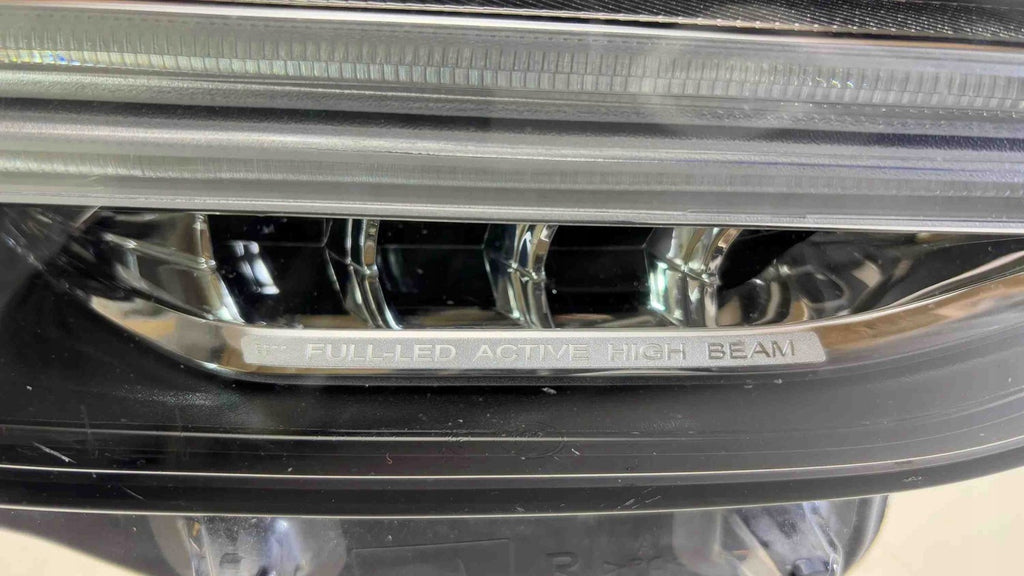 FULL-LED ACTIVE HIGH BEAM
R